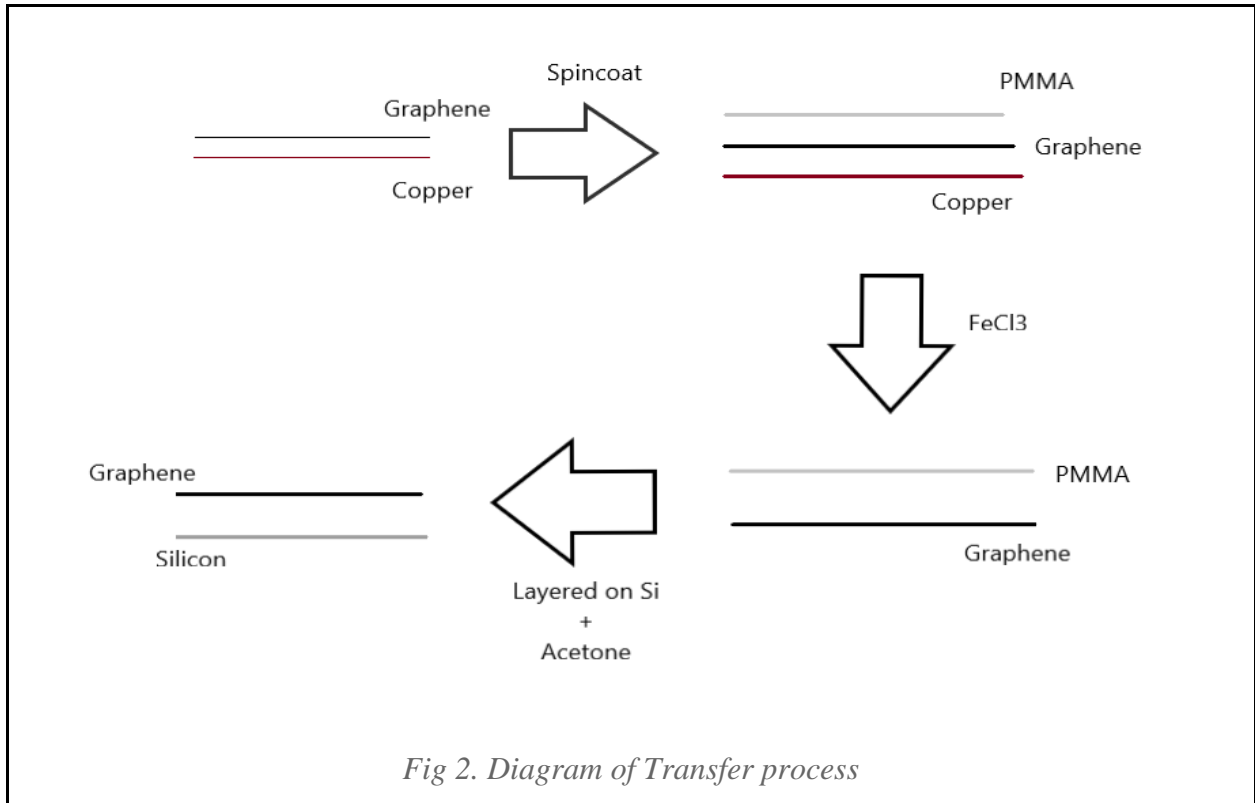 Spincoat
Graphene
Copper
PMMA
Graphene
Copper
FeCl3
PMMA
Graphene
Layered on Si
+
Acetone
Graphene
Silicon
Fig 2. Diagram of Transfer process